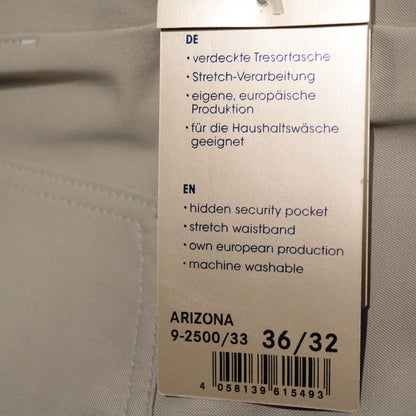 DE
• verdeckte Tresortasche
• Stretch-Verarbeitung
• eigene, europäische
Produktion
• für die Haushaltswäsche
geeignet
EN
• hidden security pocket
• stretch waistband
• own european production
• machine washable
ARIZONA
9-2500/33 36/32
4 058139 615493